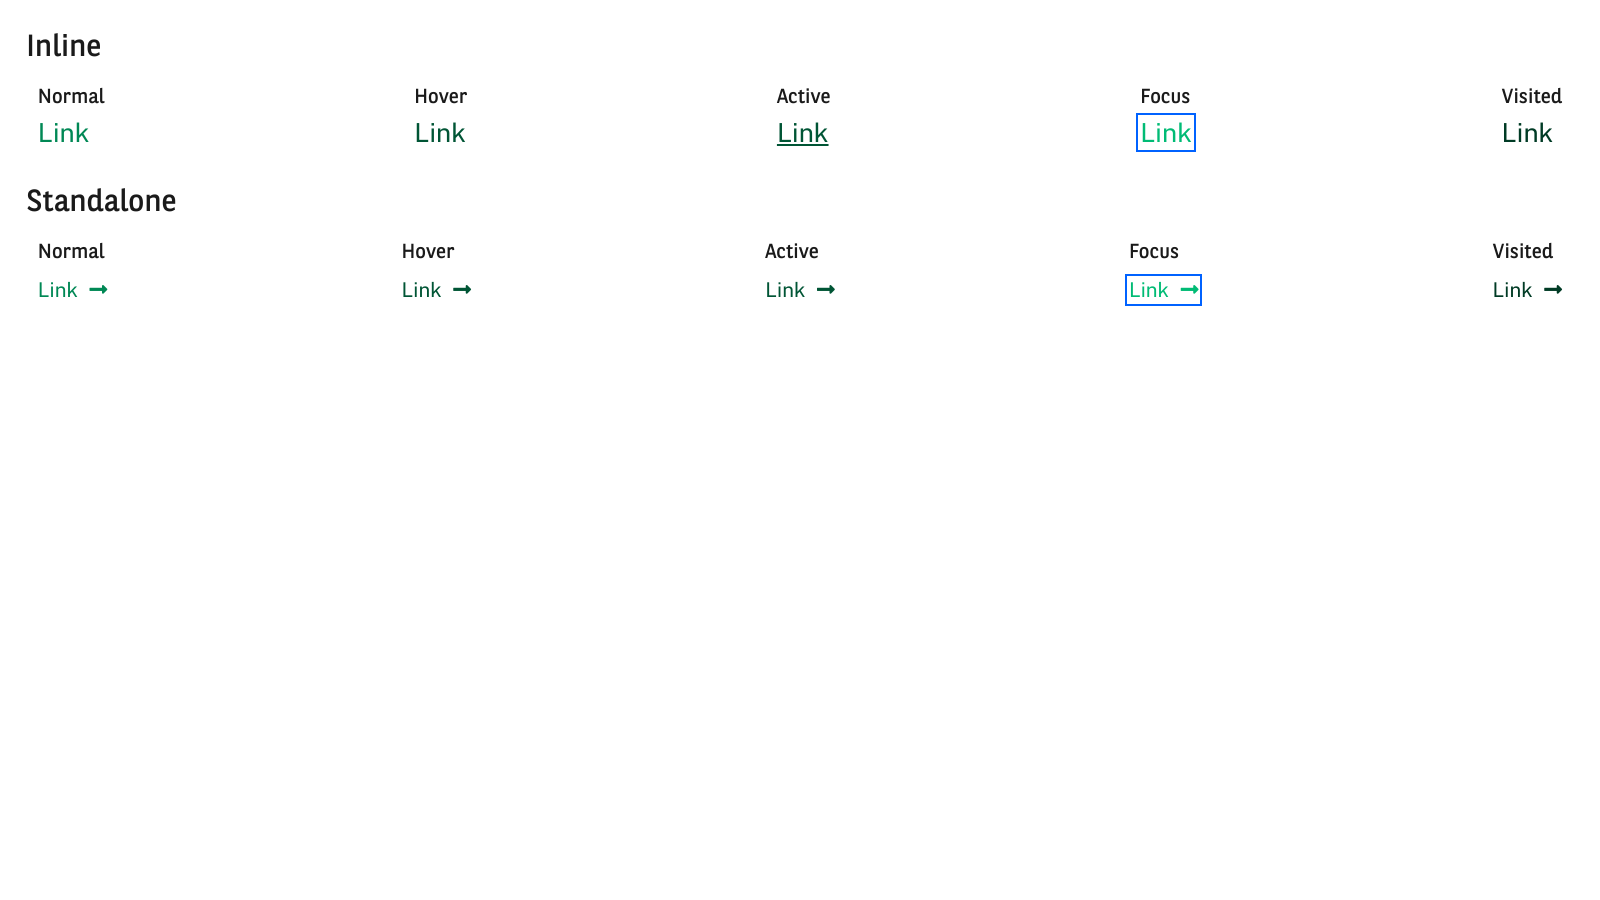 Inline
Normal Hover Active Focus Visited
Link Link Link Link Link
Standalone
Normal Hover Active Focus Visited
Link → Link → Link → Link → Link →